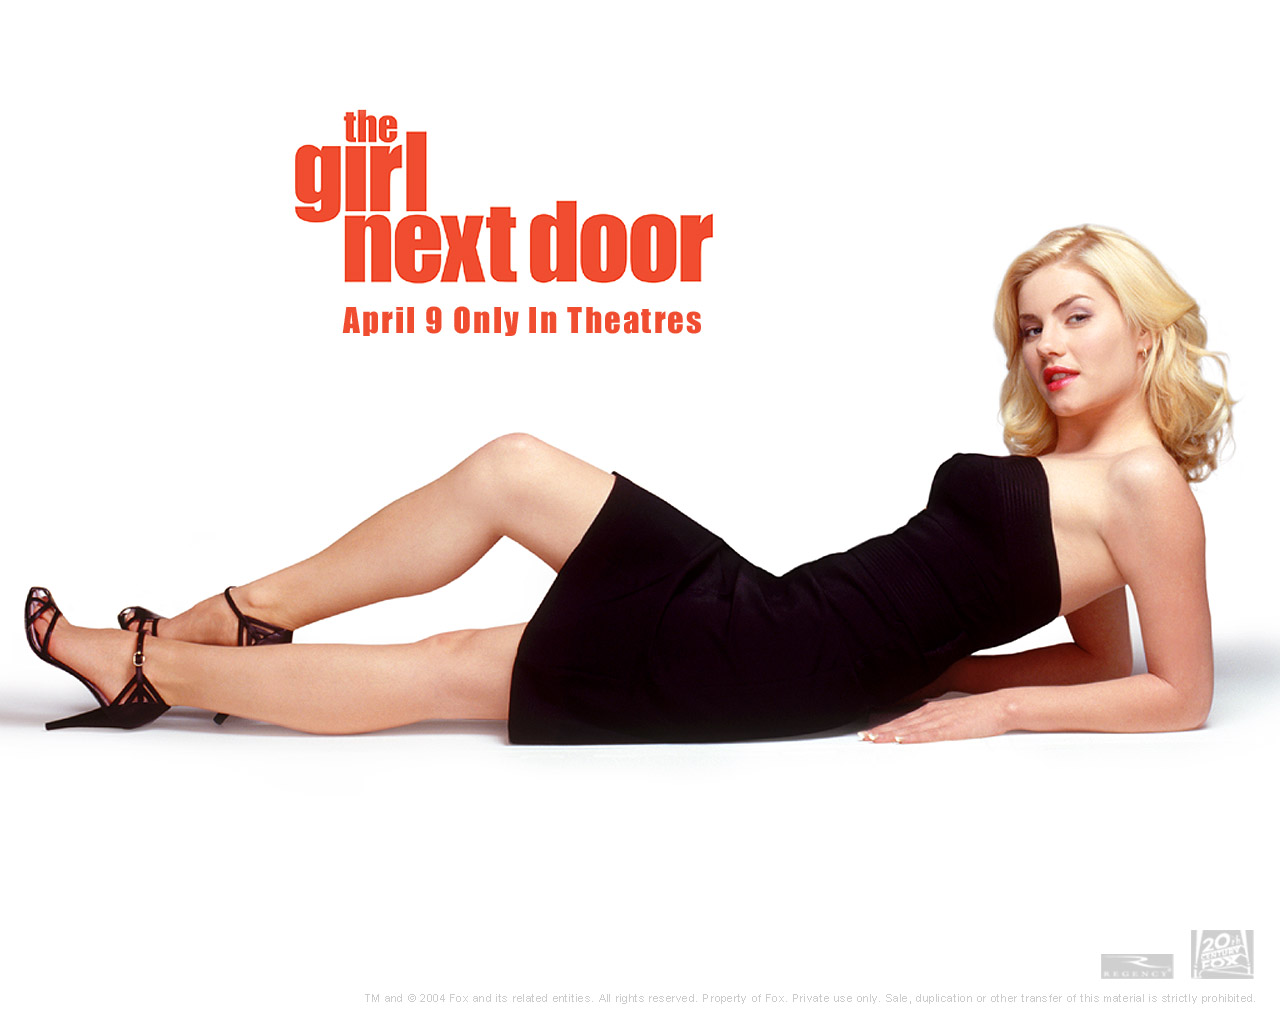 the
girl
next door
April 9 Only In Theatres
REGENCY
20th
CENTURY
FOX
TM and © 2004 Fox and its related entities. All rights reserved. Property of Fox. Private use only. Sale, duplication or other transfer of this material is strictly prohibited.